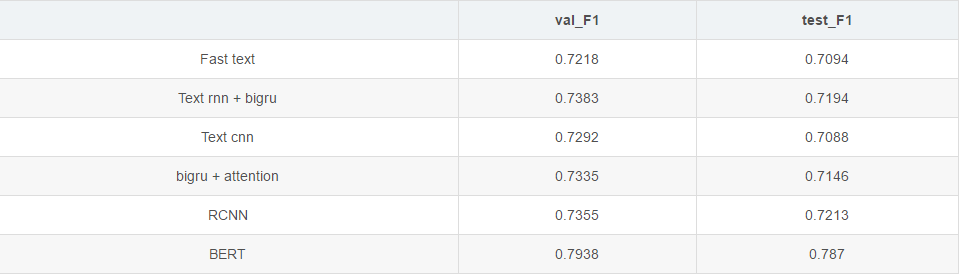 val_F1 test_F1
Fast text 0.7218 0.7094
Text rnn + bigru 0.7383 0.7194
Text cnn 0.7292 0.7088
bigru + attention 0.7335 0.7146
RCNN 0.7355 0.7213
BERT 0.7938 0.787